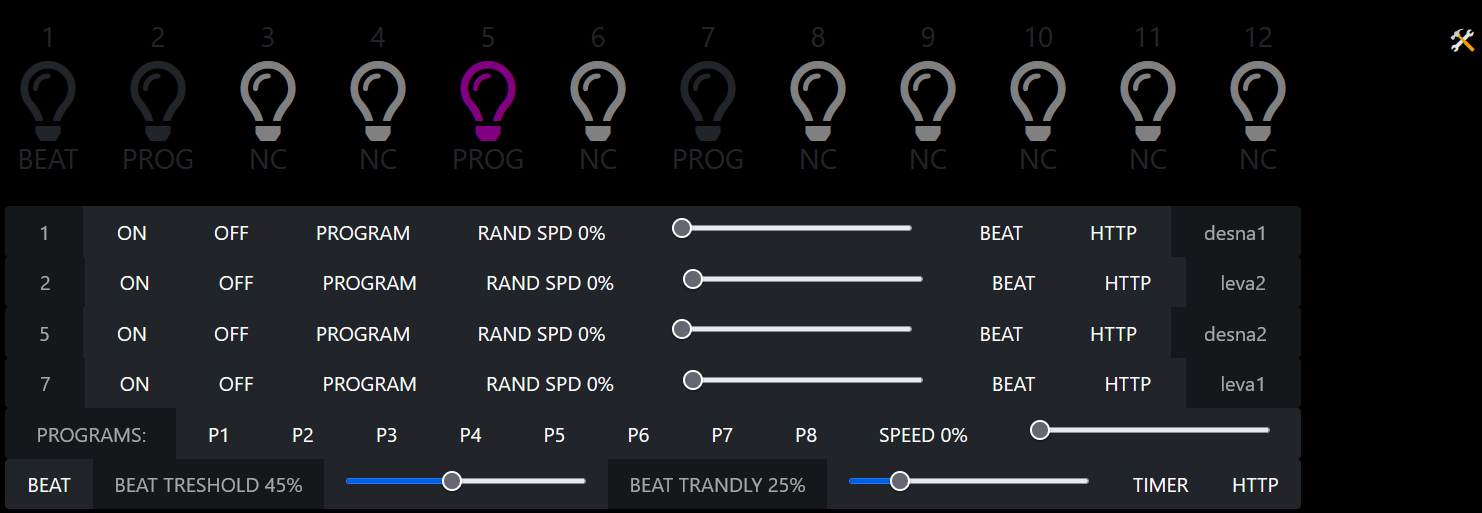 1 2 3 4 5 6 7 8 9 10 11 12
BEAT PROG NC NC PROG NC PROG NC NC NC NC NC
1 ON OFF PROGRAM RAND SPD 0% BEAT HTTP desna1
2 ON OFF PROGRAM RAND SPD 0% BEAT HTTP leva2
5 ON OFF PROGRAM RAND SPD 0% BEAT HTTP desna2
7 ON OFF PROGRAM RAND SPD 0% BEAT HTTP leva1
PROGRAMS: P1 P2 P3 P4 P5 P6 P7 P8 SPEED 0%
BEAT BEAT TRESHOLD 45% BEAT TRANDLY 25% TIMER HTTP